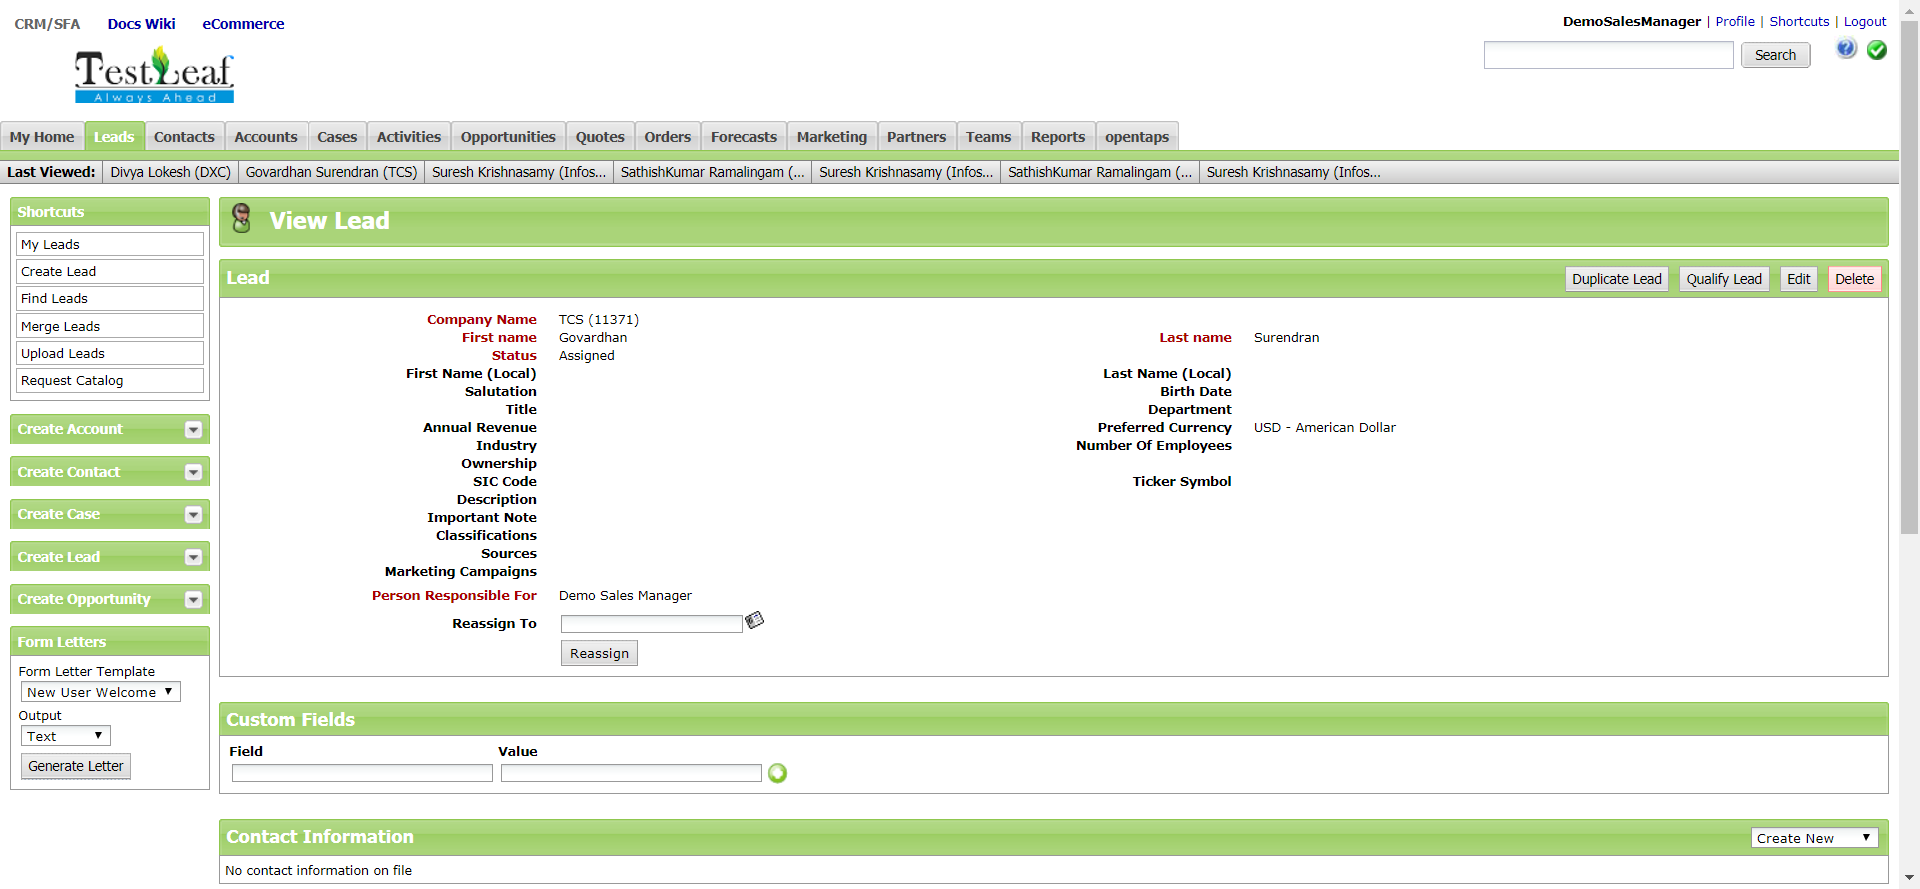 CRM/SFA Docs Wiki eCommerce
DemoSalesManager | Profile | Shortcuts | Logout
TestLeaf
Always Ahead
Search
My Home Leads Contacts Accounts Cases Activities Opportunities Quotes Orders Forecasts Marketing Partners Teams Reports opentaps
Last Viewed: Divya Lokesh (DXC) Govardhan Surendran (TCS) Suresh Krishnasamy (Infos... SathishKumar Ramalingam (... Suresh Krishnasamy (Infos... SathishKumar Ramalingam (... Suresh Krishnasamy (Infos...
Shortcuts
My Leads
Create Lead
Find Leads
Merge Leads
Upload Leads
Request Catalog
Create Account
Create Contact
Create Case
Create Lead
Create Opportunity
Form Letters
Form Letter Template
New User Welcome
Output
Text
Generate Letter
View Lead
Lead Duplicate Lead Qualify Lead Edit Delete
Company Name TCS (11371)
First name Govardhan Last name Surendran
Status Assigned
First Name (Local) Last Name (Local)
Salutation Birth Date
Title Department
Annual Revenue Preferred Currency USD - American Dollar
Industry Number Of Employees
Ownership
SIC Code Ticker Symbol
Description
Important Note
Classifications
Sources
Marketing Campaigns
Person Responsible For Demo Sales Manager
Reassign To
Reassign
Custom Fields
Field Value
Contact Information Create New
No contact information on file